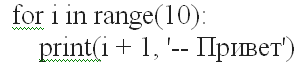 for i in range(10):
    print(i + 1, '-- Привет')